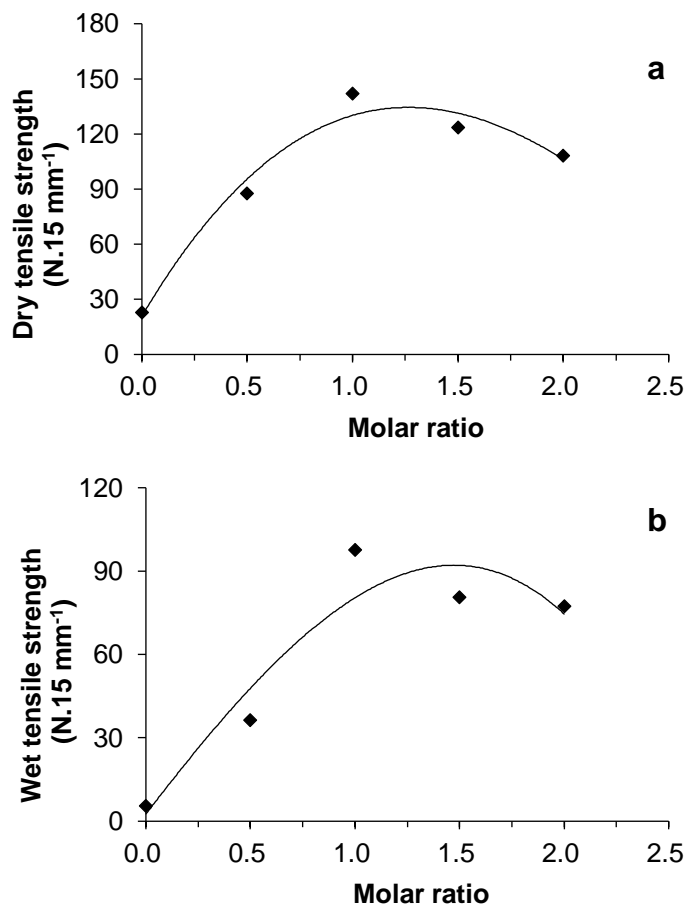 180
150
120
90
60
30
0
a
Dry tensile strength
(N.15 mm⁻¹)
0.0 0.5 1.0 1.5 2.0 2.5
Molar ratio
120
90
60
30
0
b
Wet tensile strength
(N.15 mm⁻¹)
0.0 0.5 1.0 1.5 2.0 2.5
Molar ratio